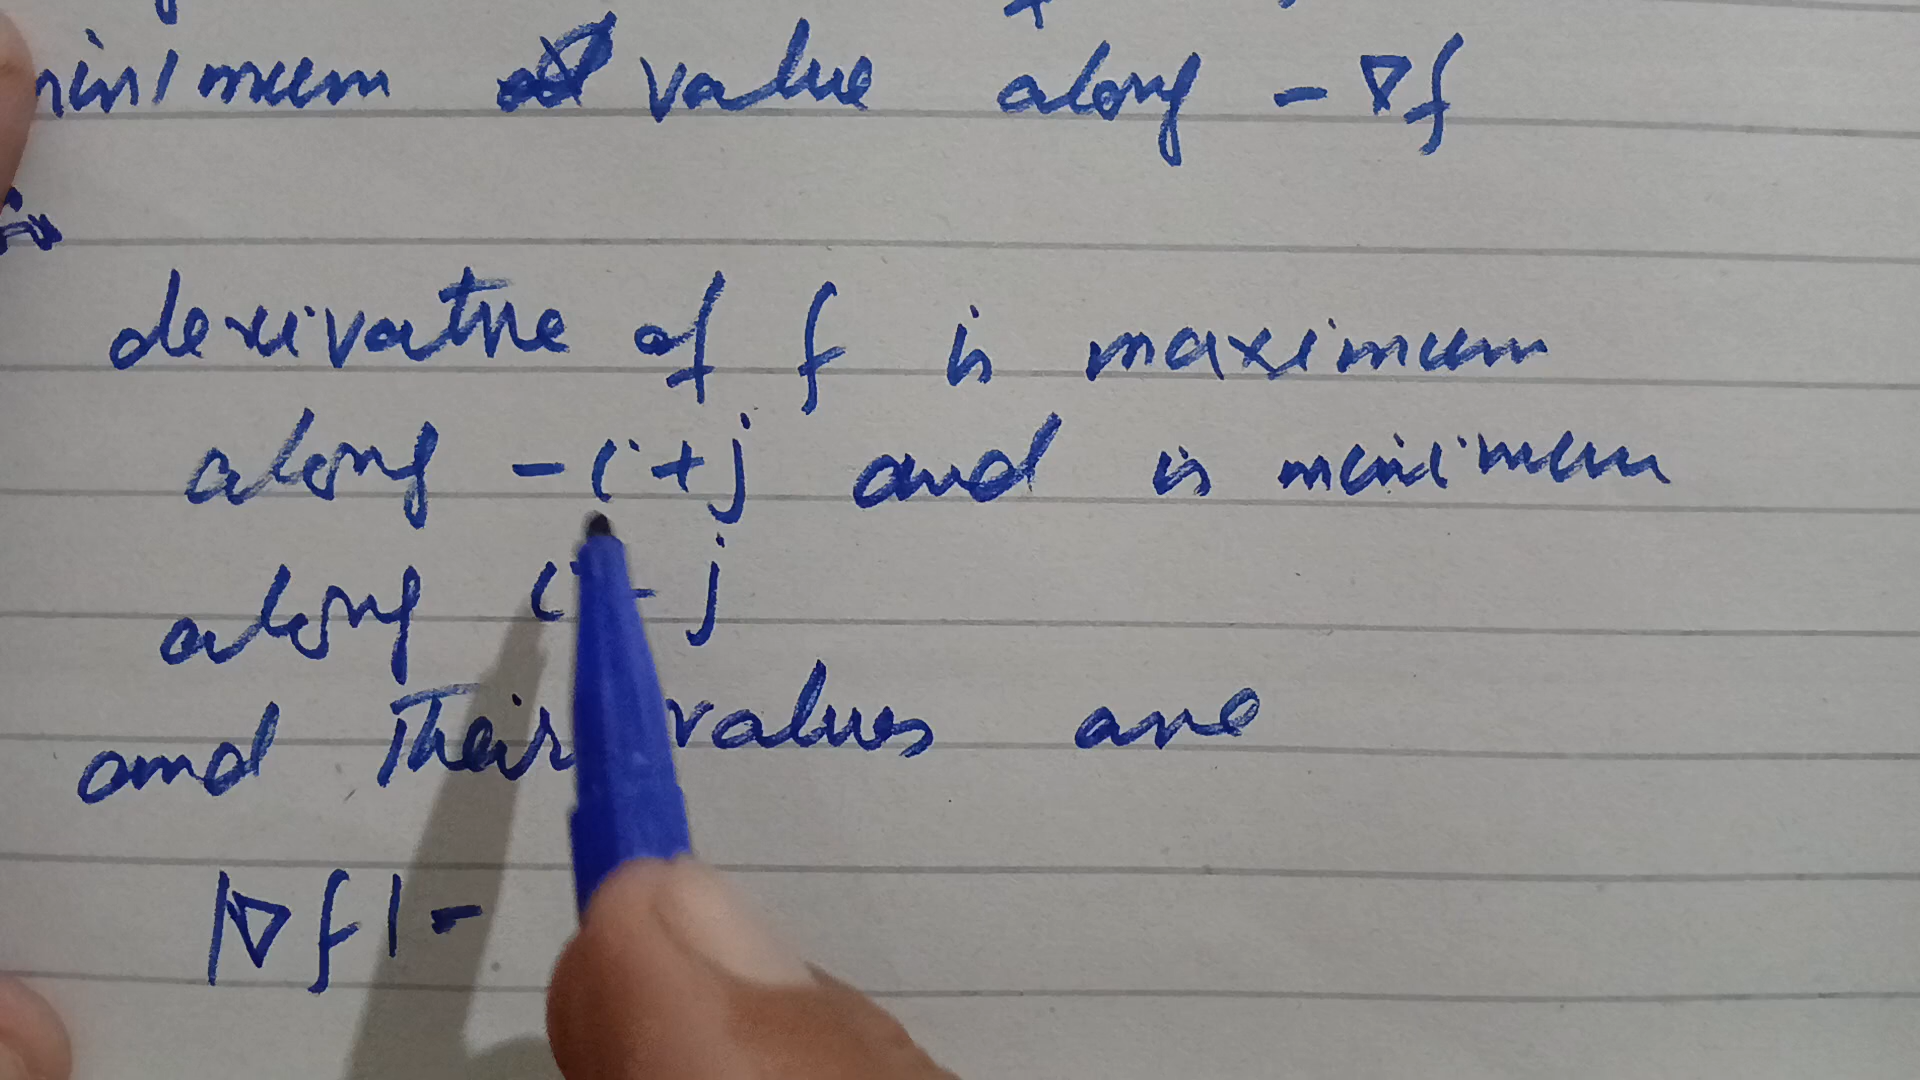 minimum value along - ∇f
derivative of f is maximum
along - i + j and is minimum
along i - j
and their values are
|∇f| =